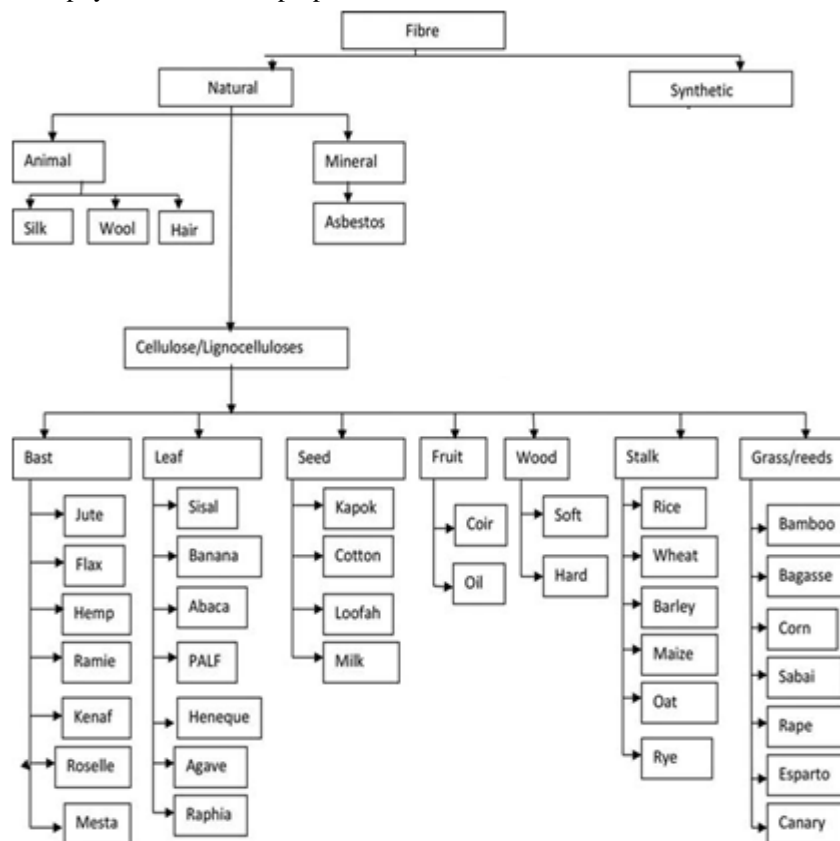 Fibre
Natural
Synthetic
Animal
Mineral
Silk
Wool
Hair
Asbestos
Cellulose/Lignocelluloses
Bast
Leaf
Seed
Fruit
Wood
Stalk
Grass/reeds
Jute
Flax
Hemp
Ramie
Kenaf
Roselle
Mesta
Sisal
Banana
Abaca
PALF
Heneque
Agave
Raphia
Kapok
Cotton
Loofah
Milk
Coir
Oil
Soft
Hard
Rice
Wheat
Barley
Maize
Oat
Rye
Bamboo
Bagasse
Corn
Sabai
Rape
Esparto
Canary